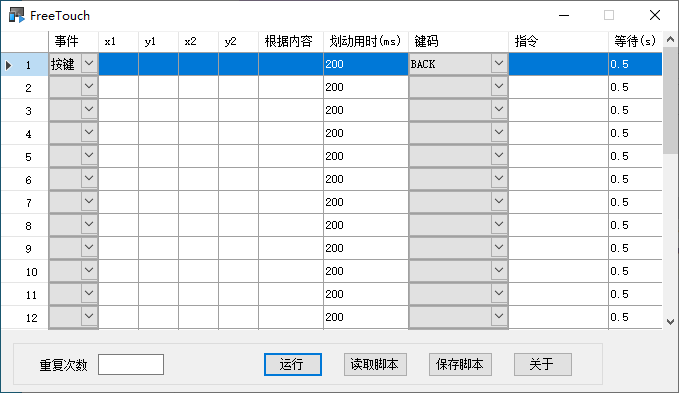 FreeTouch
事件 x1 y1 x2 y2 根据内容 划动用时(ms) 键码 指令 等待(s)
1 按键 200 BACK 0.5
2 200 0.5
3 200 0.5
4 200 0.5
5 200 0.5
6 200 0.5
7 200 0.5
8 200 0.5
9 200 0.5
10 200 0.5
11 200 0.5
12 200 0.5
重复次数 运行 读取脚本 保存脚本 关于